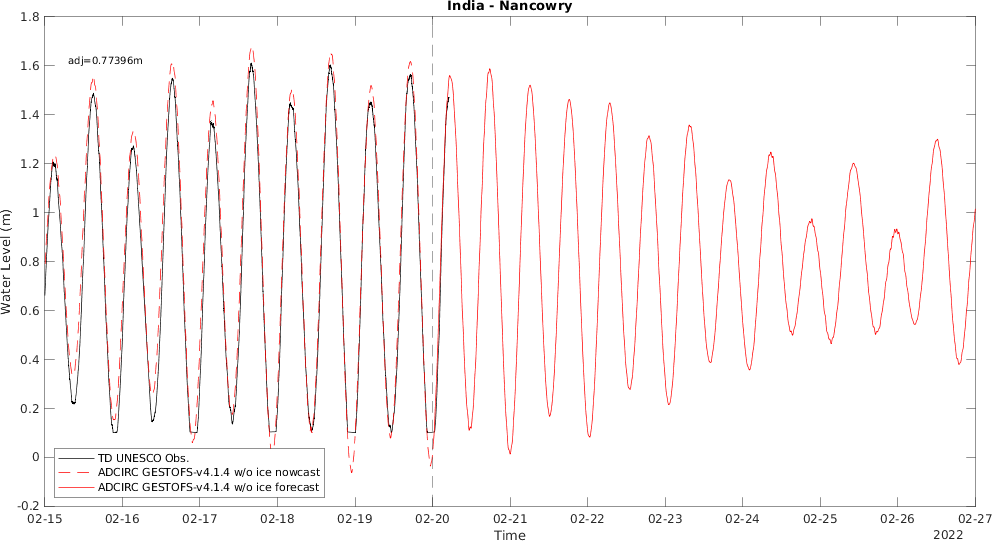 India - Nancowry
1.8
1.6
1.4
1.2
1
0.8
0.6
0.4
0.2
0
-0.2
Water Level (m)
adj=0.77396m
TD UNESCO Obs.
ADCIRC GESTOFS-v4.1.4 w/o ice nowcast
ADCIRC GESTOFS-v4.1.4 w/o ice forecast
02-15 02-16 02-17 02-18 02-19 02-20 02-21 02-22 02-23 02-24 02-25 02-26 02-27
Time
2022